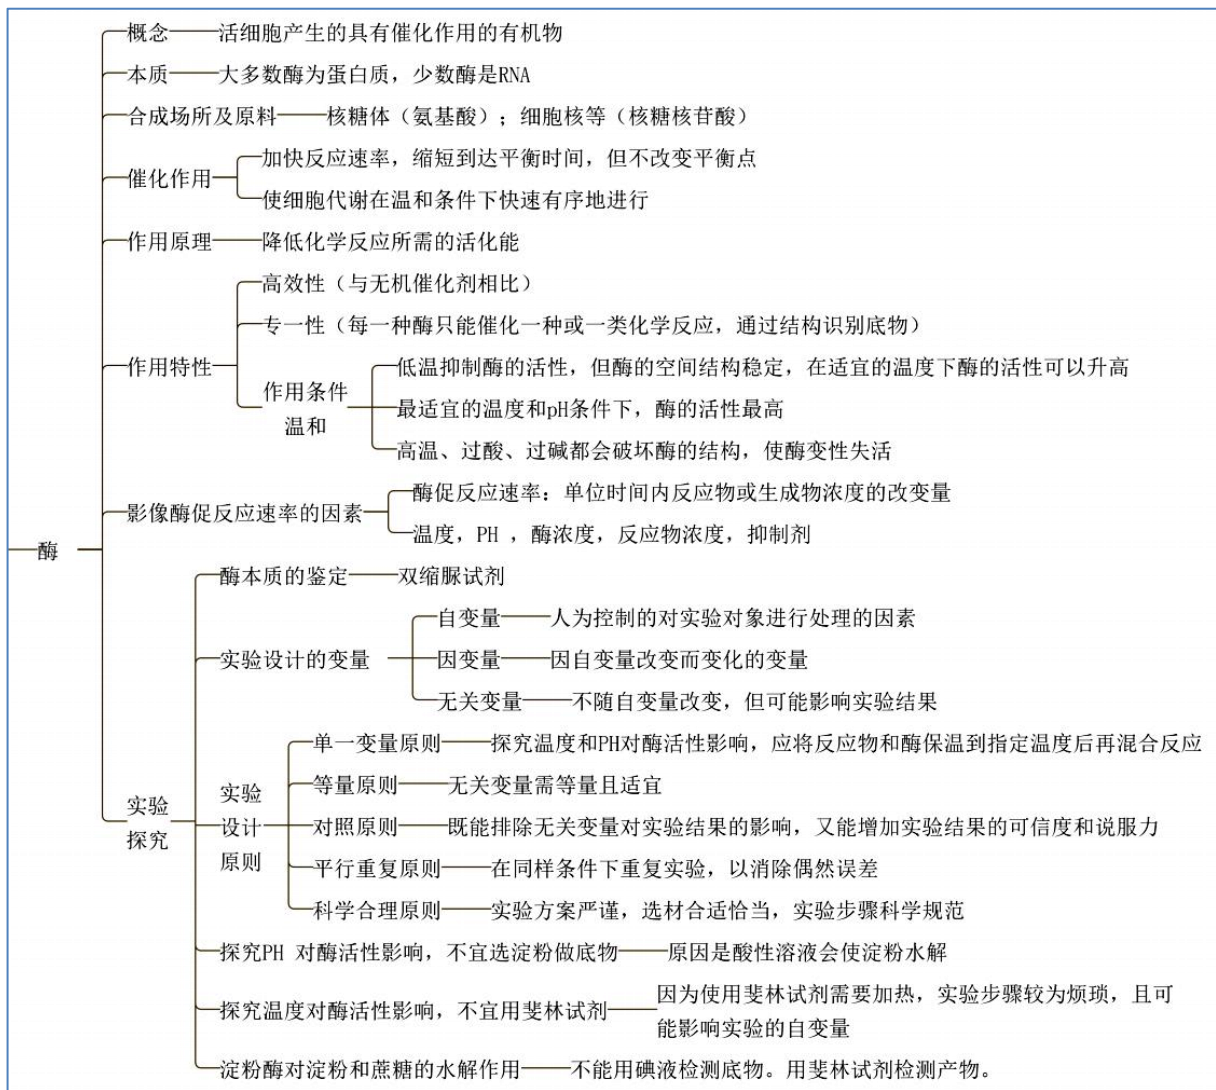 概念
活细胞产生的具有催化作用的有机物
本质
大多数酶为蛋白质，少数酶是RNA
合成场所及原料
核糖体（氨基酸）；细胞核等（核糖核苷酸）
催化作用
加快反应速率，缩短到达平衡时间，但不改变平衡点
使细胞代谢在温和条件下快速有序地进行
作用原理
降低化学反应所需的活化能
作用特性
高效性（与无机催化剂相比）
专一性（每一种酶只能催化一种或一类化学反应，通过结构识别底物）
作用条件
温和
低温抑制酶的活性，但酶的空间结构稳定，在适宜的温度下酶的活性可以升高
最适宜的温度和pH条件下，酶的活性最高
高温、过酸、过碱都会破坏酶的结构，使酶变性失活
影像酶促反应速率的因素
酶促反应速率：单位时间内反应物或生成物浓度的改变量
温度，PH ，酶浓度，反应物浓度，抑制剂
酶
实验
探究
酶本质的鉴定
双缩脲试剂
实验设计的变量
自变量
人为控制的对实验对象进行处理的因素
因变量
因自变量改变而变化的变量
无关变量
不随自变量改变，但可能影响实验结果
实验
设计
原则
单一变量原则
探究温度和PH对酶活性影响，应将反应物和酶保温到指定温度后再混合反应
等量原则
无关变量需等量且适宜
对照原则
既能排除无关变量对实验结果的影响，又能增加实验结果的可信度和说服力
平行重复原则
在同样条件下重复实验，以消除偶然误差
科学合理原则
实验方案严谨，选材合适恰当，实验步骤科学规范
探究PH 对酶活性影响，不宜选淀粉做底物
原因是酸性溶液会使淀粉水解
探究温度对酶活性影响，不宜用斐林试剂
因为使用斐林试剂需要加热，实验步骤较为烦琐，且可
能影响实验的自变量
淀粉酶对淀粉和蔗糖的水解作用
不能用碘液检测底物。用斐林试剂检测产物。